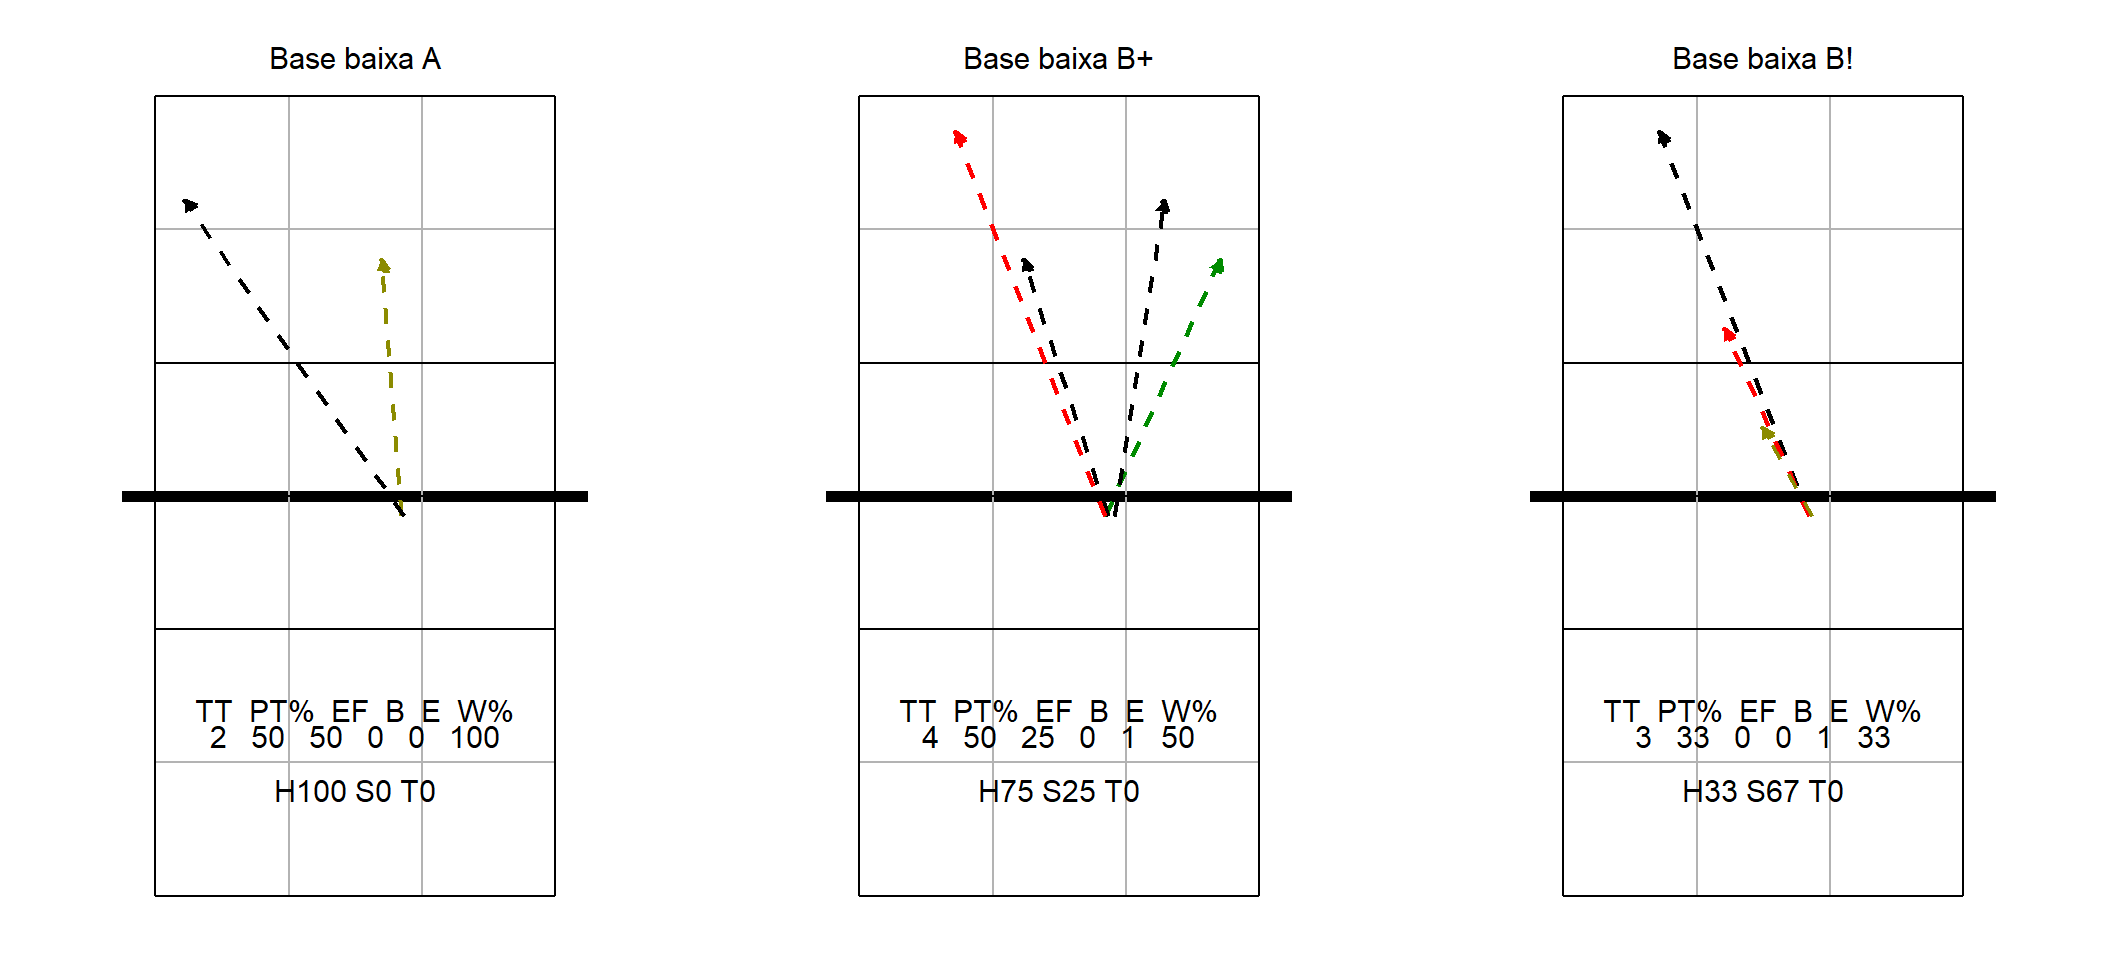 Base baixa A
TT PT% EF B E W%
2 50 50 0 0 100
H100 S0 T0
Base baixa B+
TT PT% EF B E W%
4 50 25 0 1 50
H75 S25 T0
Base baixa B!
TT PT% EF B E W%
3 33 0 0 1 33
H33 S67 T0